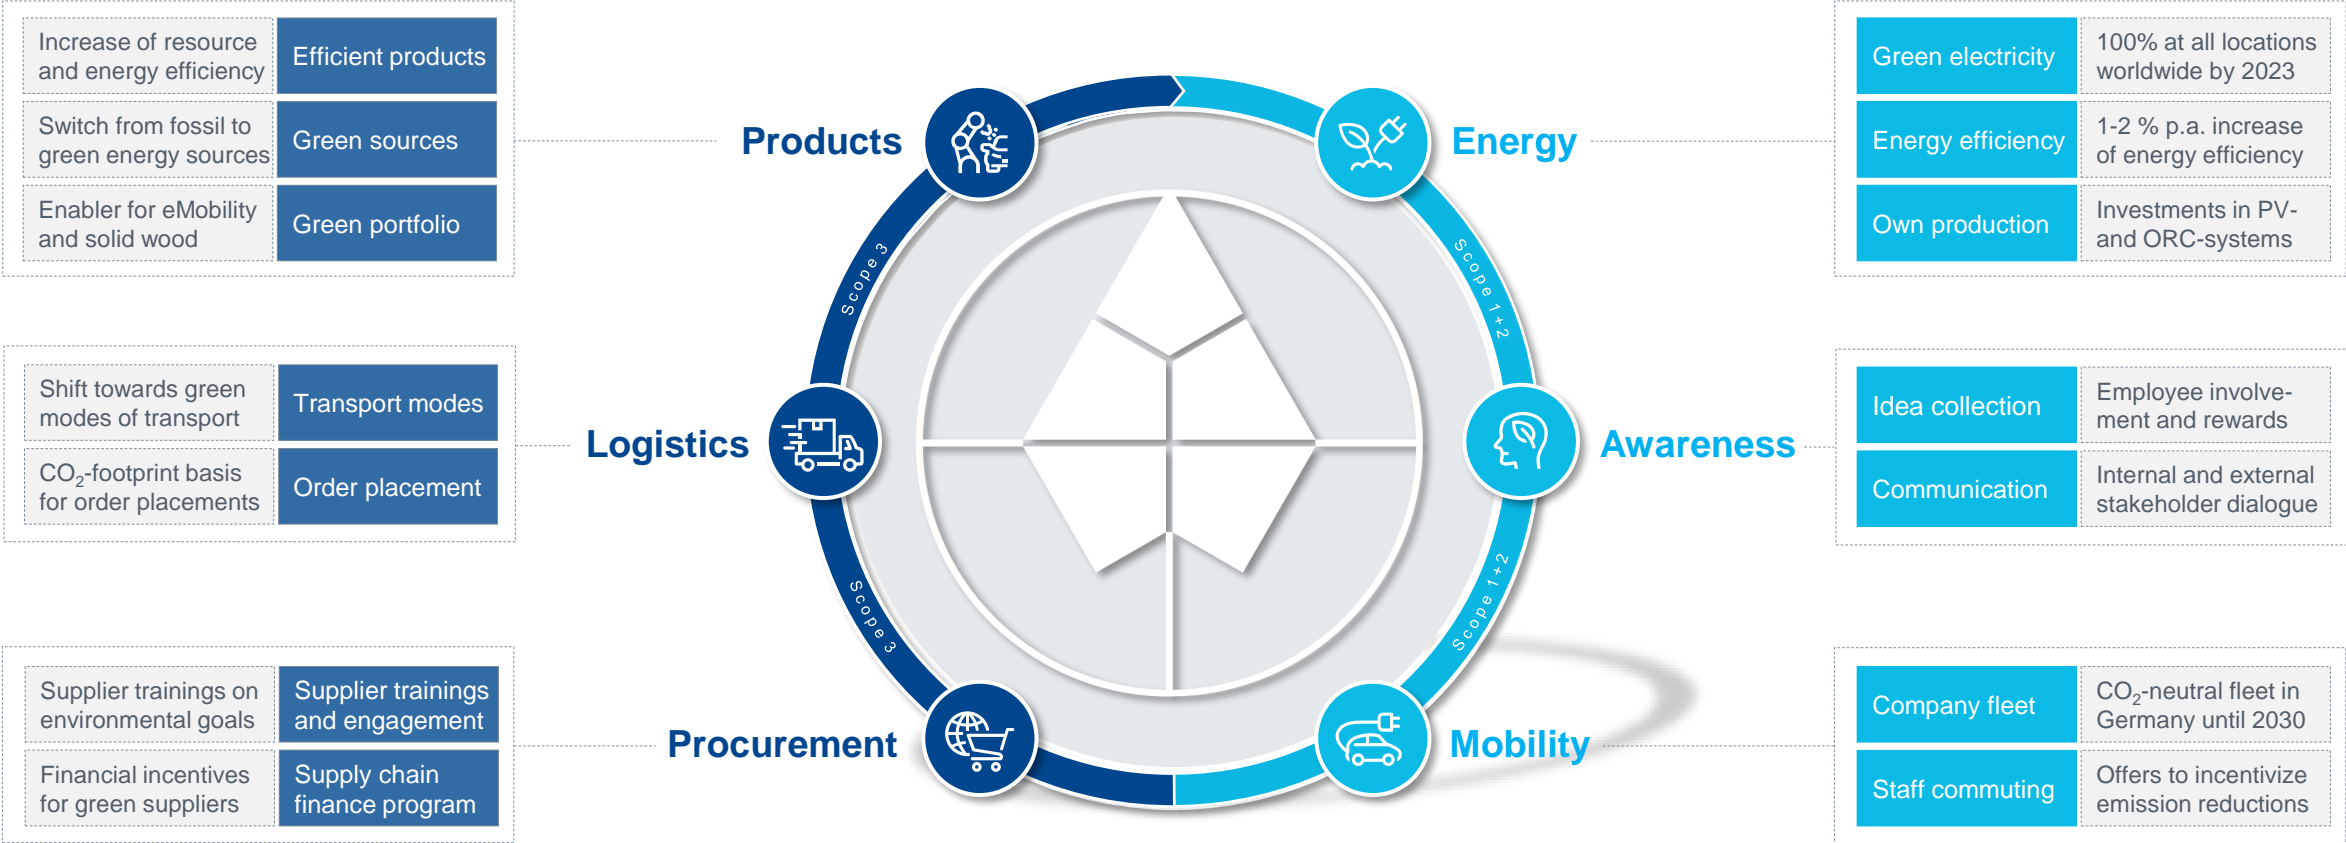 Increase of resource
and energy efficiency
Efficient products
Switch from fossil to
green energy sources
Green sources
Enabler for eMobility
and solid wood
Green portfolio
Products
Shift towards green
modes of transport
Transport modes
CO₂-footprint basis
for order placements
Order placement
Logistics
Supplier trainings on
environmental goals
Supplier trainings
and engagement
Financial incentives
for green suppliers
Supply chain
finance program
Procurement
Scope 3
Scope 3
Scope 1+2
Scope 1+2
Energy
Green electricity
100% at all locations
worldwide by 2023
Energy efficiency
1-2 % p.a. increase
of energy efficiency
Own production
Investments in PV-
and ORC-systems
Awareness
Idea collection
Employee involve-
ment and rewards
Communication
Internal and external
stakeholder dialogue
Mobility
Company fleet
CO₂-neutral fleet in
Germany until 2030
Staff commuting
Offers to incentivize
emission reductions